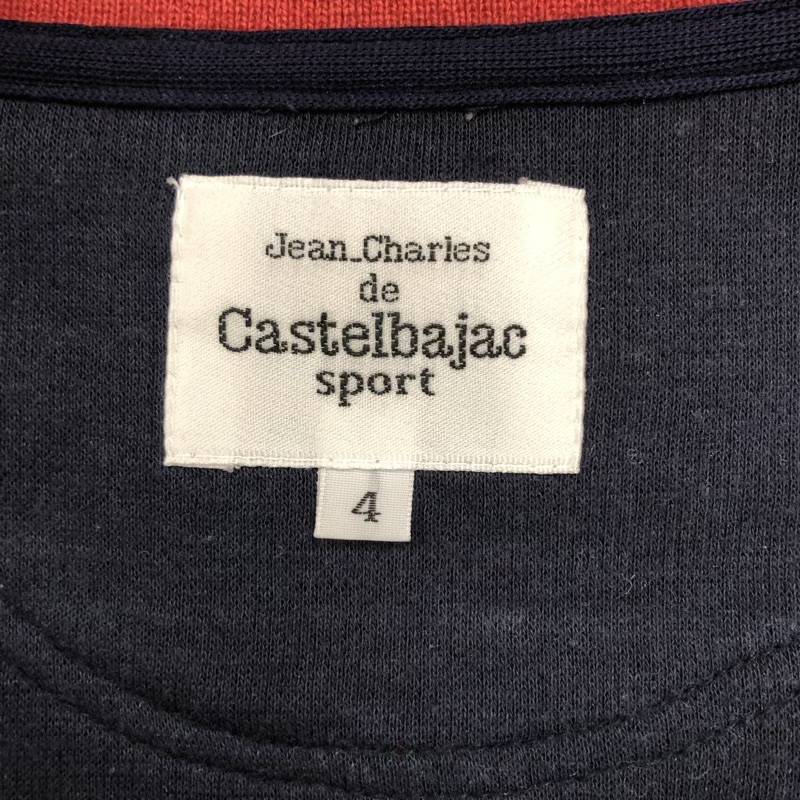 Jean_Charles
de
Castelbajac
sport
4